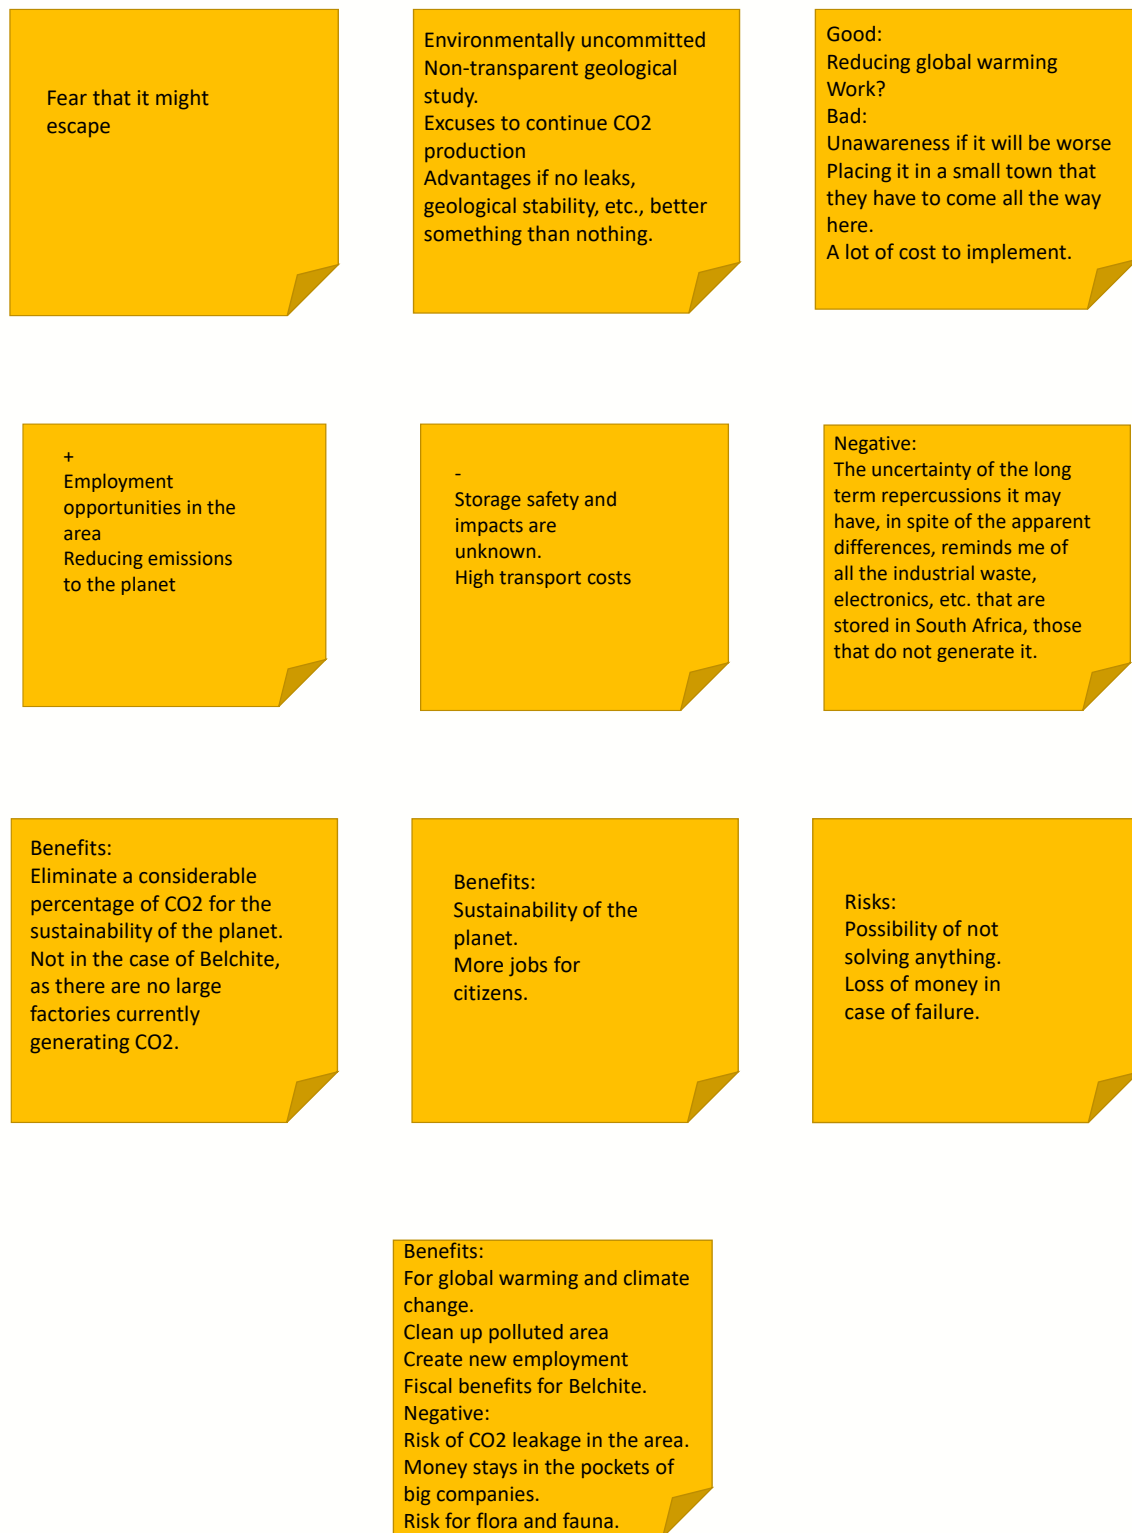 Fear that it might
escape
Environmentally uncommitted
Non-transparent geological
study.
Excuses to continue CO2
production
Advantages if no leaks,
geological stability, etc., better
something than nothing.
Good:
Reducing global warming
Work?
Bad:
Unawareness if it will be worse
Placing it in a small town that
they have to come all the way
here.
A lot of cost to implement.
+
Employment
opportunities in the
area
Reducing emissions
to the planet
-
Storage safety and
impacts are
unknown.
High transport costs
Negative:
The uncertainty of the long
term repercussions it may
have, in spite of the apparent
differences, reminds me of
all the industrial waste,
electronics, etc. that are
stored in South Africa, those
that do not generate it.
Benefits:
Eliminate a considerable
percentage of CO2 for the
sustainability of the planet.
Not in the case of Belchite,
as there are no large
factories currently
generating CO2.
Benefits:
Sustainability of the
planet.
More jobs for
citizens.
Risks:
Possibility of not
solving anything.
Loss of money in
case of failure.
Benefits:
For global warming and climate
change.
Clean up polluted area
Create new employment
Fiscal benefits for Belchite.
Negative:
Risk of CO2 leakage in the area.
Money stays in the pockets of
big companies.
Risk for flora and fauna.